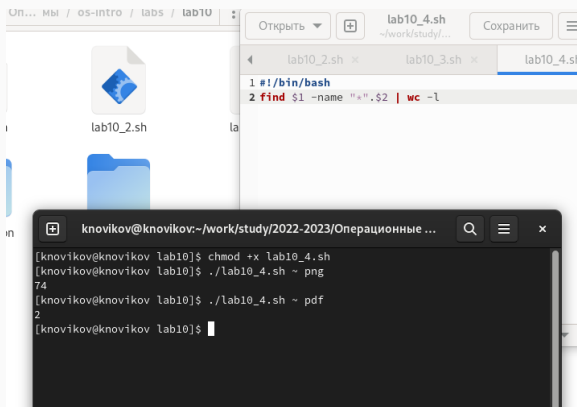 Оп… мы / os-intro / labs / lab10
lab10_2.sh
la
on
Открыть
lab10_4.sh
~/work/study/…
Сохранить
lab10_2.sh ×
lab10_3.sh ×
lab10_4.sh
1 #!/bin/bash
2 find $1 -name "*".$2 | wc -l
knovikov@knovikov:~/work/study/2022-2023/Операционные …
[knovikov@knovikov lab10]$ chmod +x lab10_4.sh
[knovikov@knovikov lab10]$ ./lab10_4.sh ~ png
74
[knovikov@knovikov lab10]$ ./lab10_4.sh ~ pdf
2
[knovikov@knovikov lab10]$